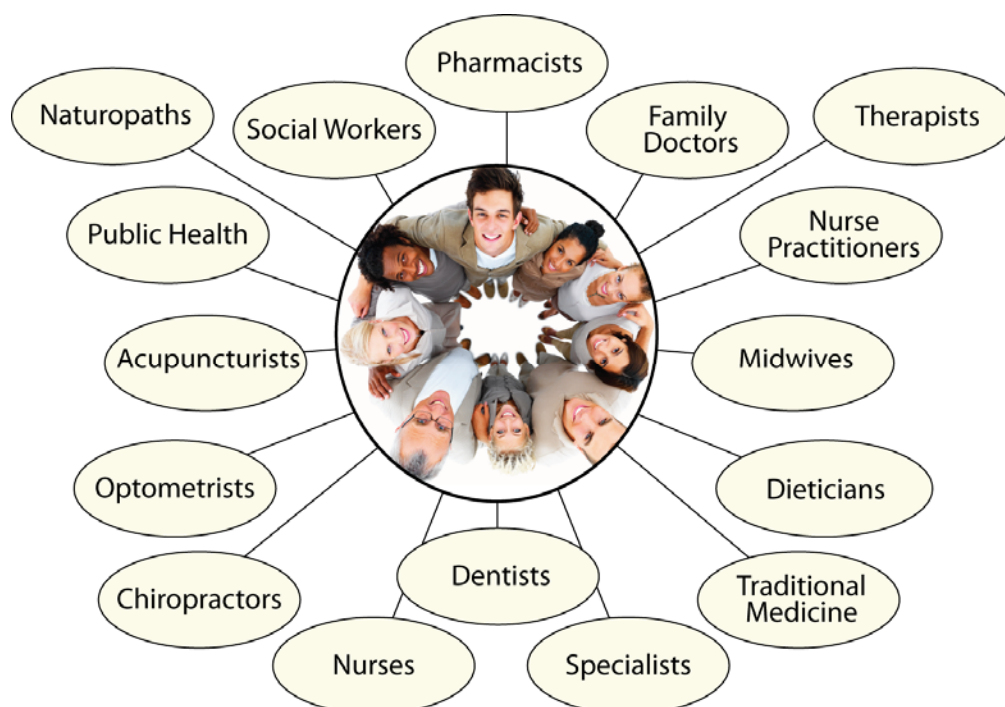 Pharmacists
Naturopaths
Social Workers
Family
Doctors
Therapists
Public Health
Nurse
Practitioners
Acupuncturists
Midwives
Optometrists
Dieticians
Chiropractors
Dentists
Traditional
Medicine
Nurses
Specialists